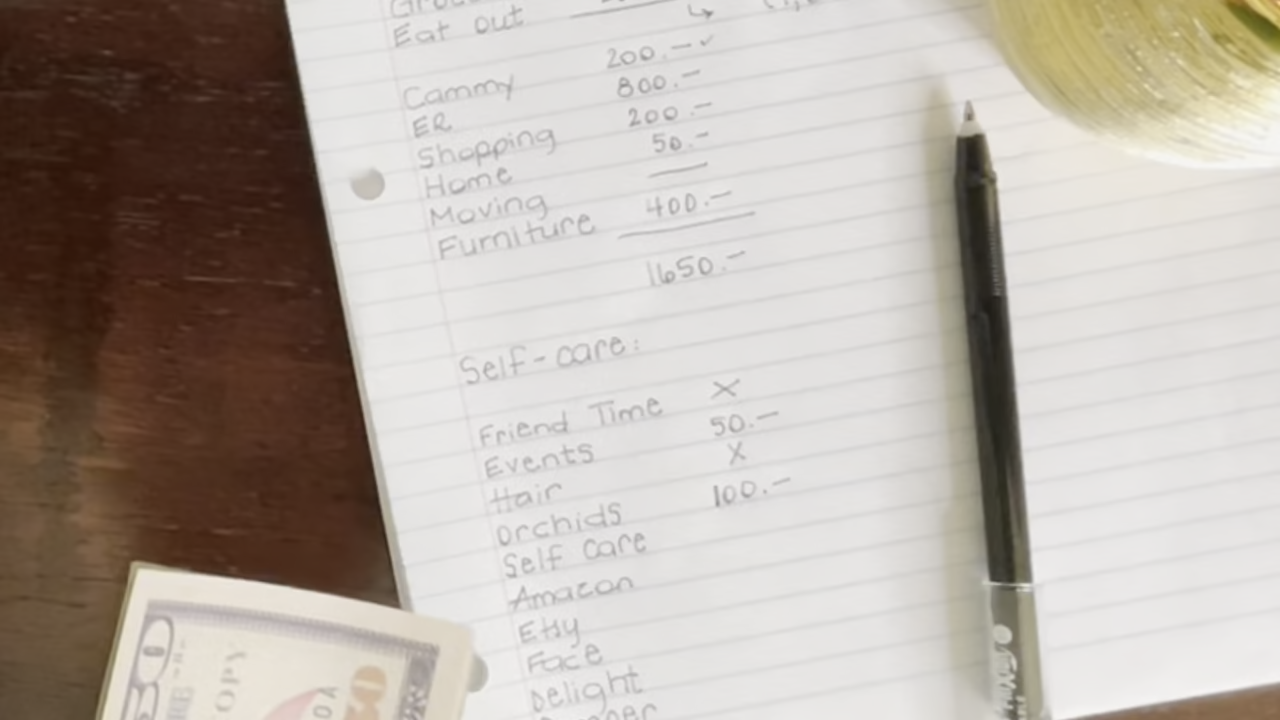 Eat out
Cammy 200.- ✓
ER 800.-
Shopping 200.-
Home 50.-
Moving —
Furniture 400.-
1650.-
Self-care:
Friend Time X
Events 50.-
Hair X
Orchids 100.-
Self Care
Amazon
Etsy
Face
Delight
COPY